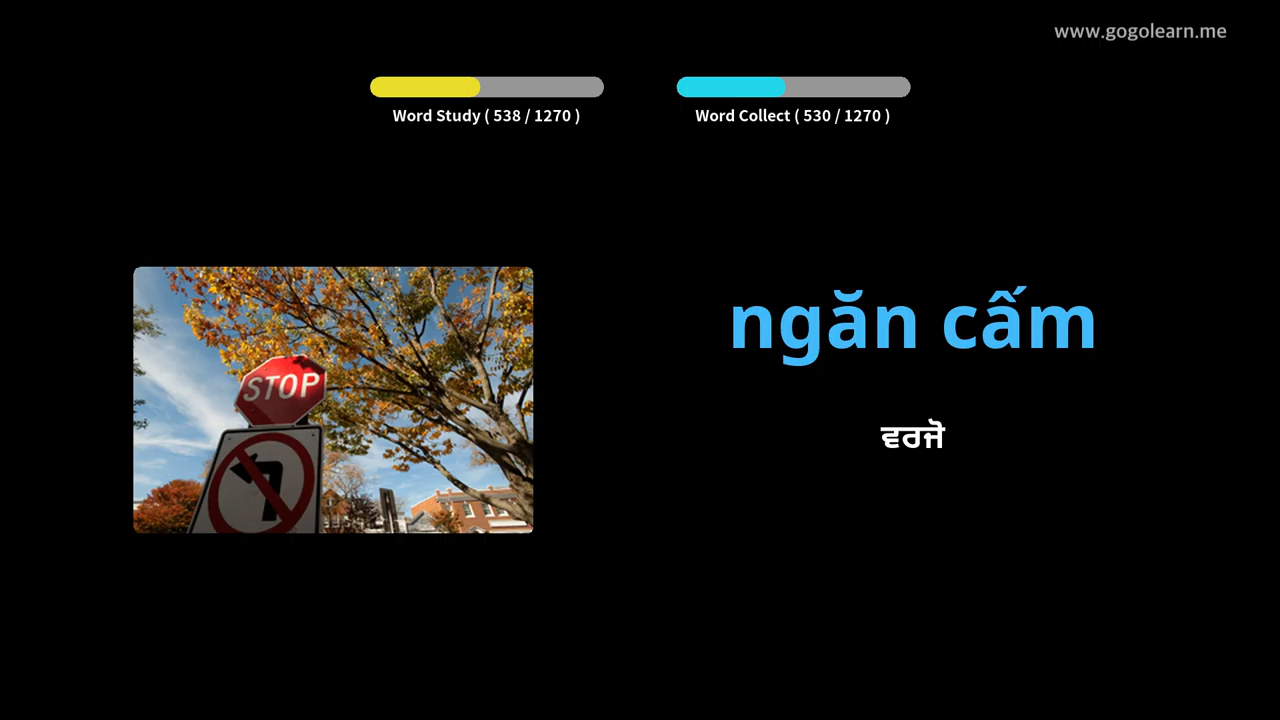 www.gogolearn.me
Word Study ( 538 / 1270 )
Word Collect ( 530 / 1270 )
STOP
ngăn cấm
ਵਰਜੋ